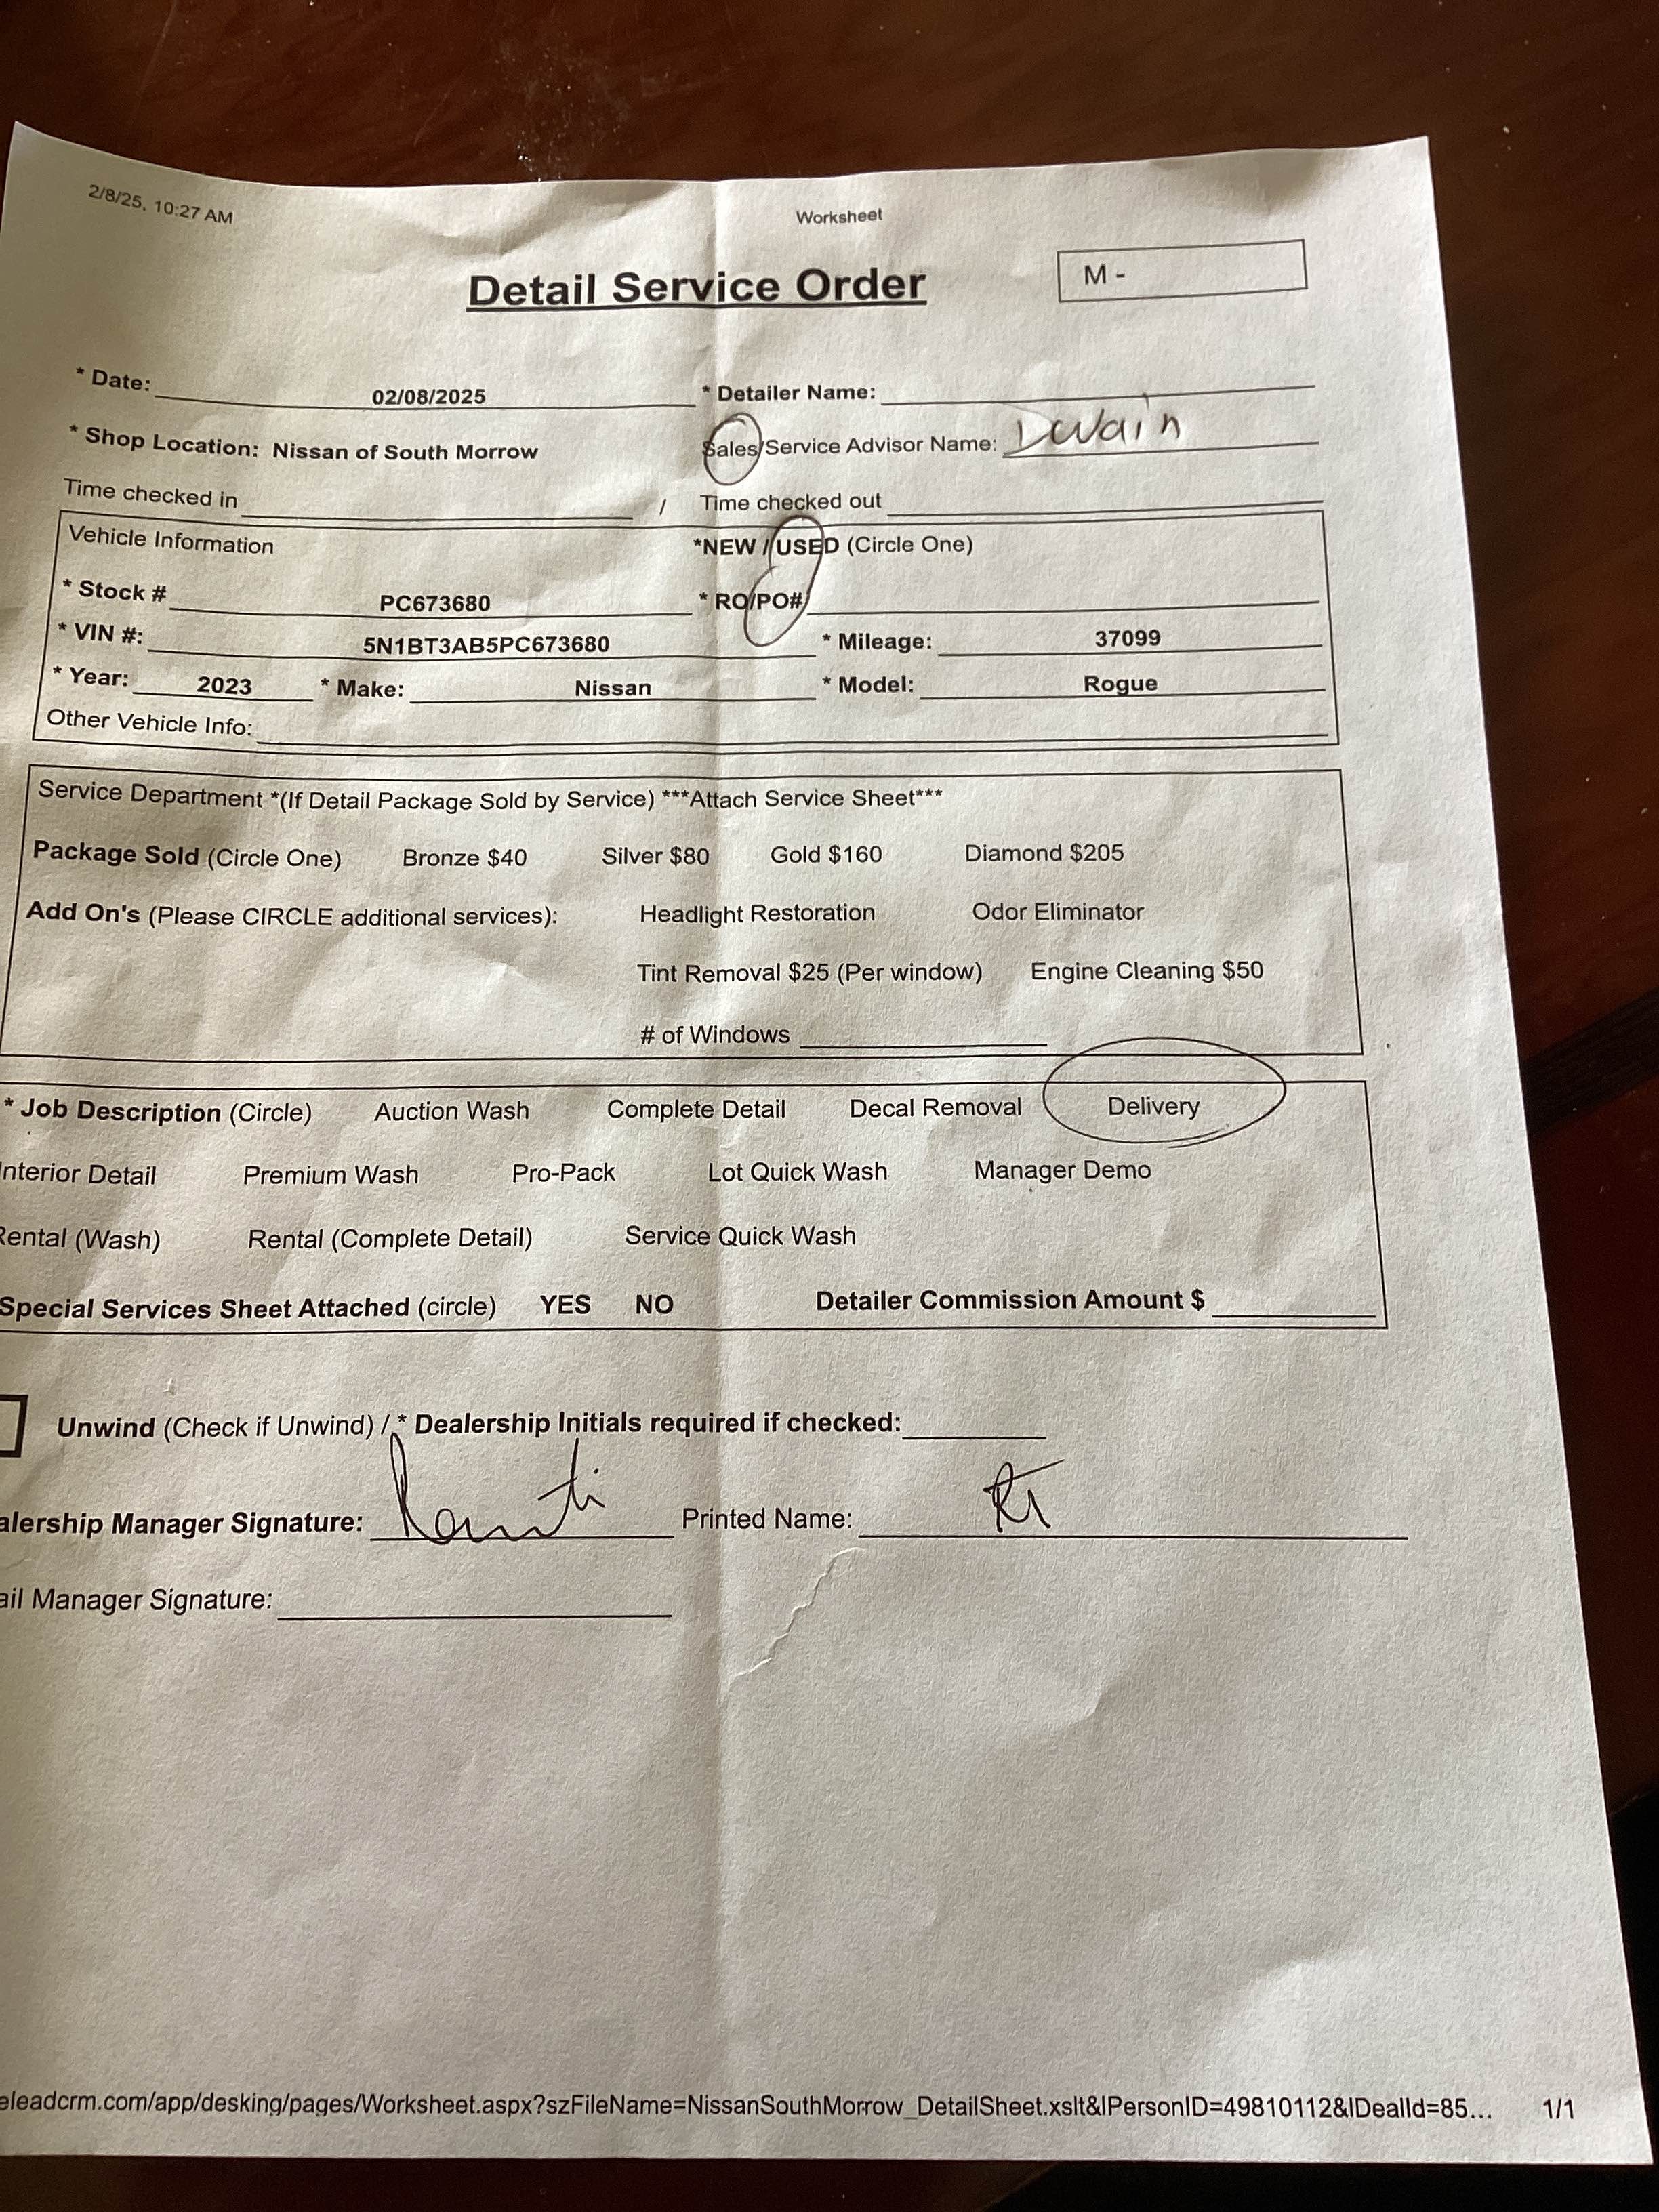 2/8/25, 10:27 AM Worksheet
Detail Service Order M -
* Date: 02/08/2025 * Detailer Name:
* Shop Location: Nissan of South Morrow Sales/Service Advisor Name: Dwain
Time checked in / Time checked out
Vehicle Information *NEW / USED (Circle One)
* Stock # PC673680 * RO/PO#
* VIN #: 5N1BT3AB5PC673680 * Mileage: 37099
* Year: 2023 * Make: Nissan * Model: Rogue
Other Vehicle Info:
Service Department *(If Detail Package Sold by Service) ***Attach Service Sheet***
Package Sold (Circle One) Bronze $40 Silver $80 Gold $160 Diamond $205
Add On's (Please CIRCLE additional services): Headlight Restoration Odor Eliminator
Tint Removal $25 (Per window) Engine Cleaning $50
# of Windows
* Job Description (Circle) Auction Wash Complete Detail Decal Removal Delivery
nterior Detail Premium Wash Pro-Pack Lot Quick Wash Manager Demo
Rental (Wash) Rental (Complete Detail) Service Quick Wash
Special Services Sheet Attached (circle) YES NO Detailer Commission Amount $
Unwind (Check if Unwind) / * Dealership Initials required if checked:
alership Manager Signature: Printed Name:
ail Manager Signature:
eleadcrm.com/app/desking/pages/Worksheet.aspx?szFileName=NissanSouthMorrow_DetailSheet.xslt&lPersonID=49810112&lDealId=85... 1/1